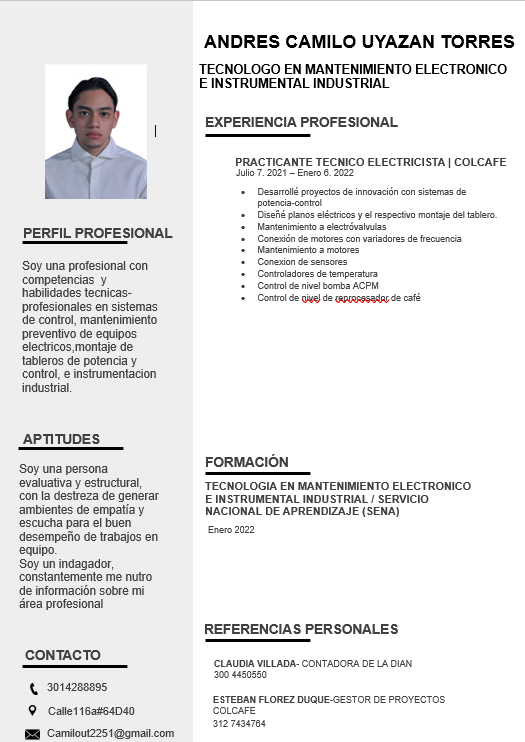 ANDRES CAMILO UYAZAN TORRES
TECNOLOGO EN MANTENIMIENTO ELECTRONICO
E INSTRUMENTAL INDUSTRIAL
EXPERIENCIA PROFESIONAL
PRACTICANTE TECNICO ELECTRICISTA | COLCAFE
Julio 7. 2021 – Enero 6. 2022
• Desarrollé proyectos de innovación con sistemas de
potencia-control
• Diseñé planos eléctricos y el respectivo montaje del tablero.
• Mantenimiento a electróvalvulas
• Conexión de motores con variadores de frecuencia
• Mantenimiento a motores
• Conexion de sensores
• Controladores de temperatura
• Control de nivel bomba ACPM
• Control de nivel de reprocesador de café
FORMACIÓN
TECNOLOGIA EN MANTENIMIENTO ELECTRONICO
E INSTRUMENTAL INDUSTRIAL / SERVICIO
NACIONAL DE APRENDIZAJE (SENA)
Enero 2022
REFERENCIAS PERSONALES
CLAUDIA VILLADA- CONTADORA DE LA DIAN
300 4450550
ESTEBAN FLOREZ DUQUE-GESTOR DE PROYECTOS
COLCAFE
312 7434764
PERFIL PROFESIONAL
Soy una profesional con
competencias y
habilidades tecnicas-
profesionales en sistemas
de control, mantenimiento
preventivo de equipos
electricos,montaje de
tableros de potencia y
control, e instrumentacion
industrial.
APTITUDES
Soy una persona
evaluativa y estructural,
con la destreza de generar
ambientes de empatía y
escucha para el buen
desempeño de trabajos en
equipo.
Soy un indagador,
constantemente me nutro
de información sobre mi
área profesional
CONTACTO
3014288895
Calle116a#64D40
Camilout2251@gmail.com